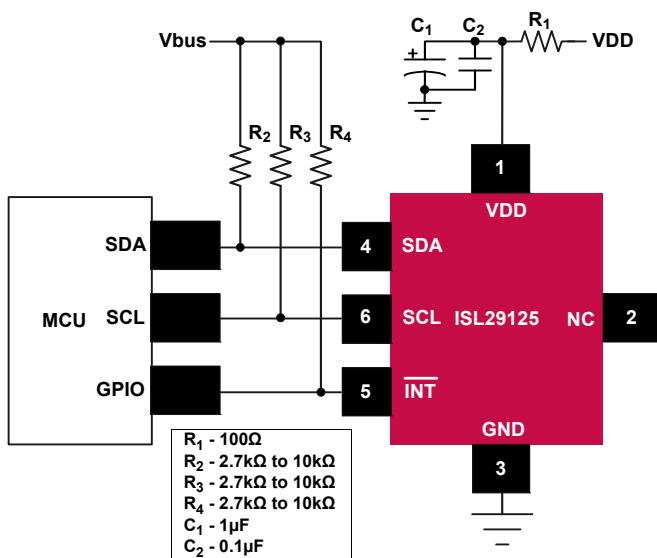 C1 C2 R1
Vbus VDD
+
R2 R3 R4
1
VDD
SDA 4 SDA
MCU SCL 6 SCL ISL29125 NC 2
GPIO 5 I̅N̅T̅
GND
3
R1 - 100Ω
R2 - 2.7kΩ to 10kΩ
R3 - 2.7kΩ to 10kΩ
R4 - 2.7kΩ to 10kΩ
C1 - 1µF
C2 - 0.1µF